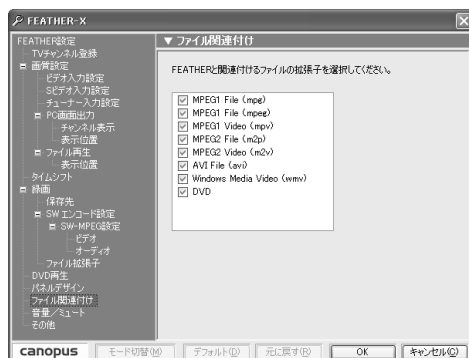 FEATHER-X
FEATHER設定
TVチャンネル登録
画質設定
ビデオ入力設定
Sビデオ入力設定
チューナー入力設定
PC画面出力
チャンネル表示
表示位置
ファイル再生
表示位置
タイムシフト
録画
保存先
SWエンコード設定
SW-MPEG設定
ビデオ
オーディオ
ファイル拡張子
DVD再生
パネルデザイン
ファイル関連付け
音量／ミュート
その他
▼ ファイル関連付け
FEATHERと関連付けるファイルの拡張子を選択してください。
MPEG1 File (mpg)
MPEG1 File (mpeg)
MPEG1 Video (mpv)
MPEG2 File (m2p)
MPEG2 Video (m2v)
AVI File (avi)
Windows Media Video (wmv)
DVD
canopus
モード切替(M)
デフォルト(D)
元に戻す(R)
OK
キャンセル(C)